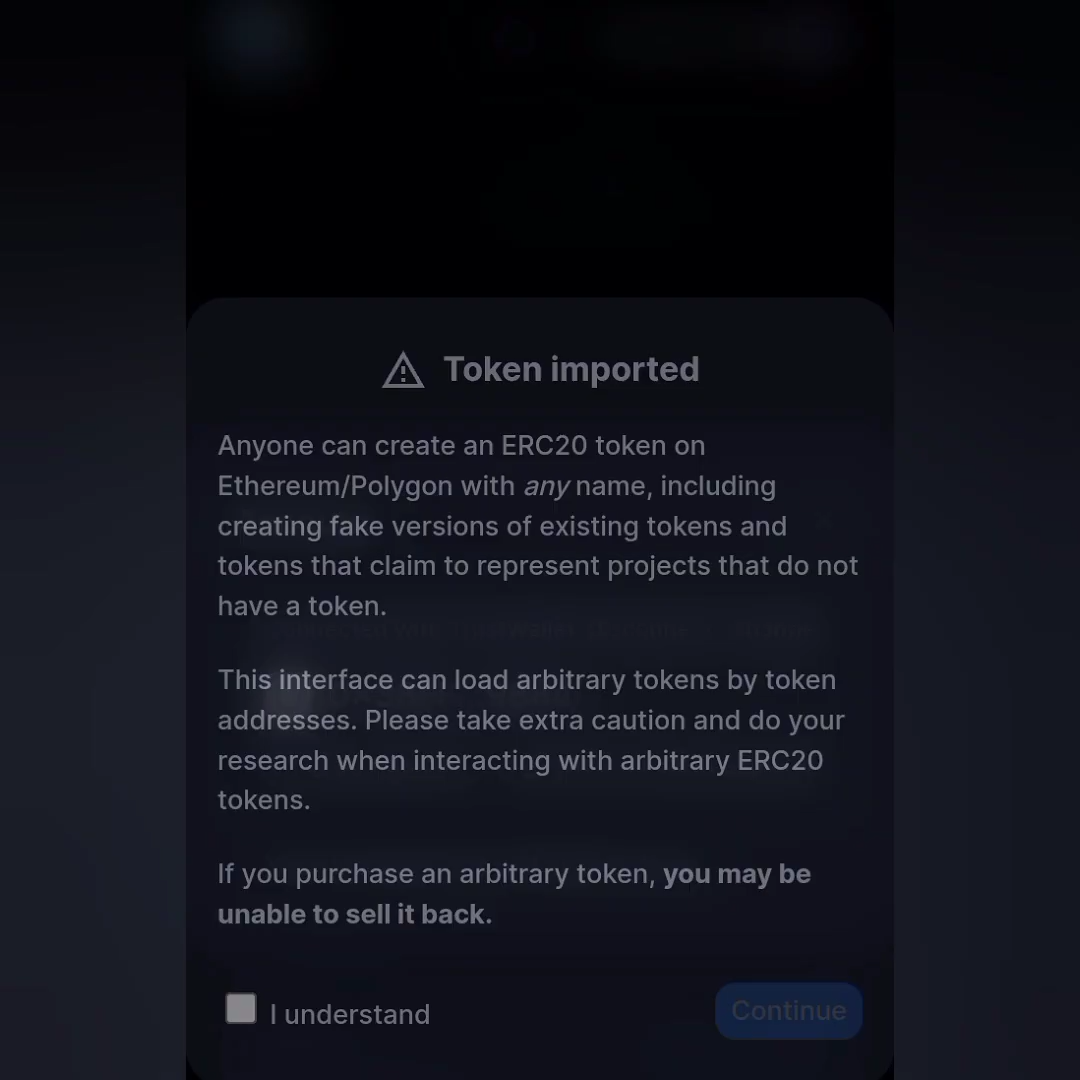 Token imported
Anyone can create an ERC20 token on
Ethereum/Polygon with any name, including
creating fake versions of existing tokens and
tokens that claim to represent projects that do not
have a token.
This interface can load arbitrary tokens by token
addresses. Please take extra caution and do your
research when interacting with arbitrary ERC20
tokens.
If you purchase an arbitrary token, you may be
unable to sell it back.
I understand
Continue